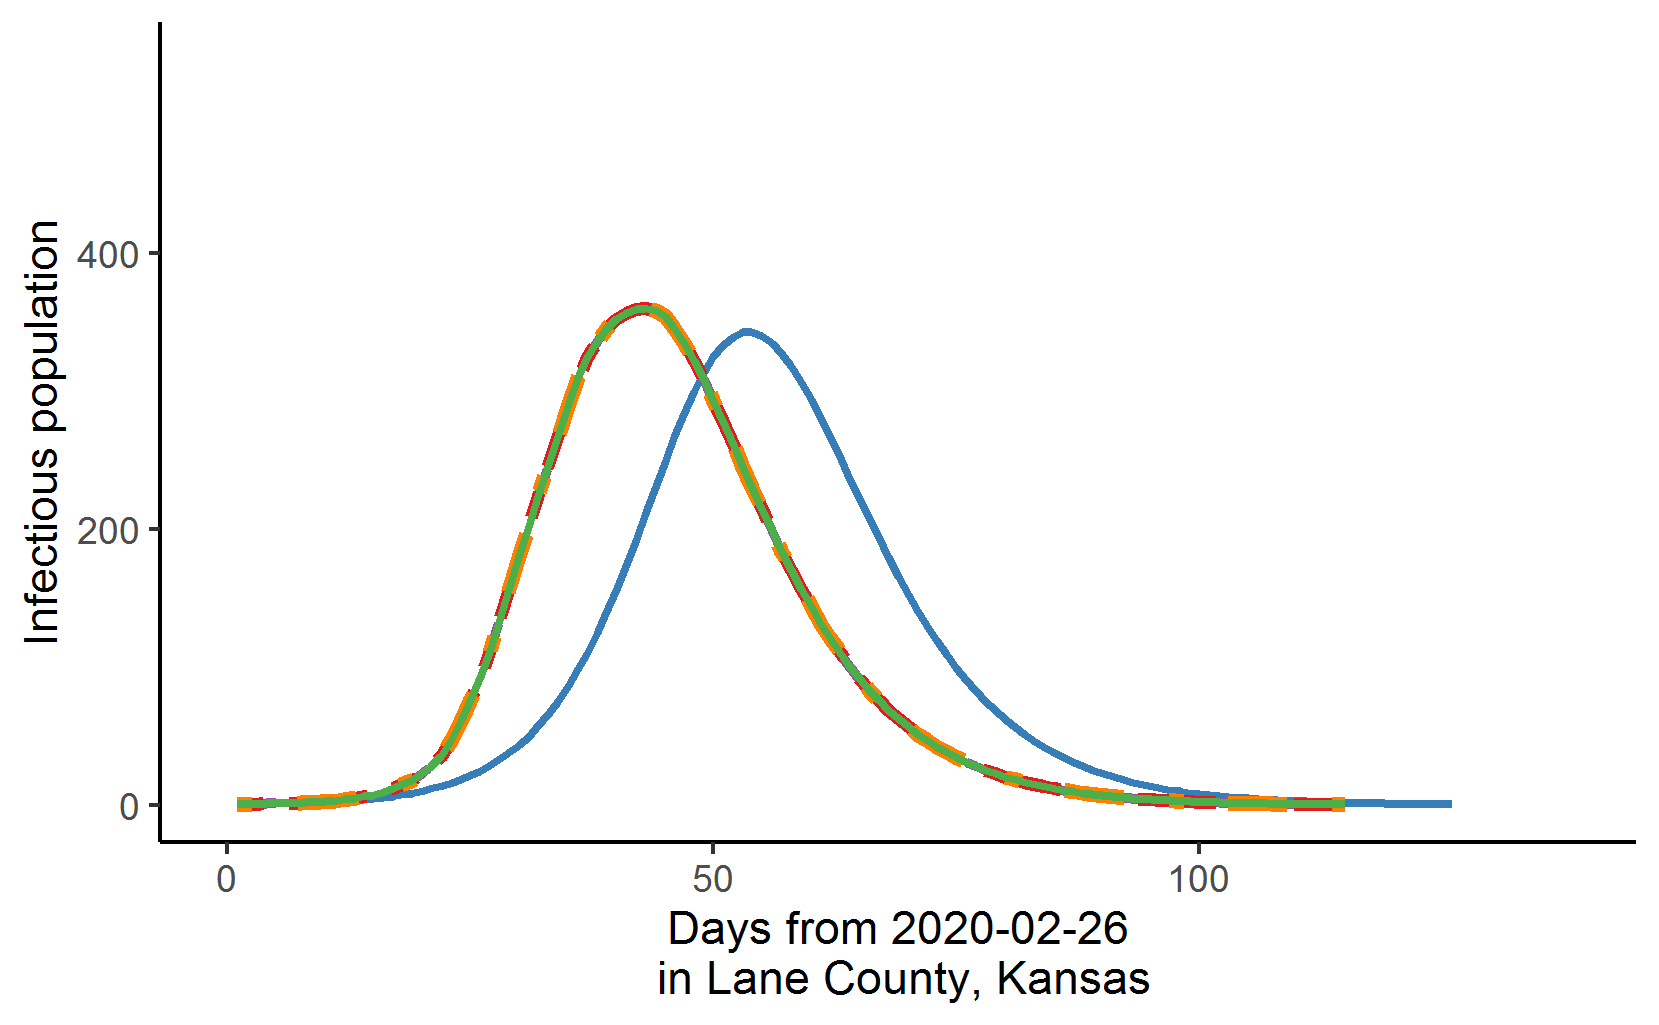 Infectious population
400
200
0
0
50
100
Days from 2020-02-26
in Lane County, Kansas